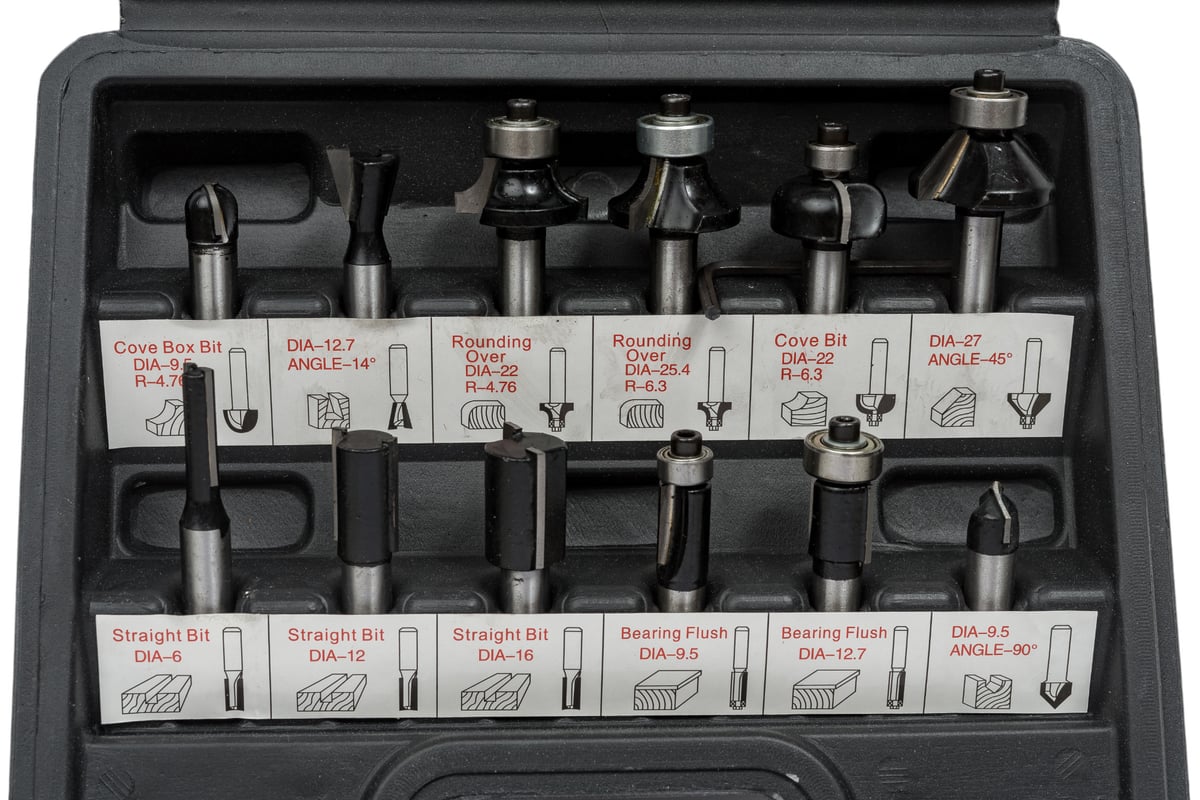 Cove Box Bit
DIA–9.5
R–4.76
DIA–12.7
ANGLE–14°
Rounding
Over
DIA–22
R–4.76
Rounding
Over
DIA–25.4
R–6.3
Cove Bit
DIA–22
R–6.3
DIA–27
ANGLE–45°
Straight Bit
DIA–6
Straight Bit
DIA–12
Straight Bit
DIA–16
Bearing Flush
DIA–9.5
Bearing Flush
DIA–12.7
DIA–9.5
ANGLE–90°